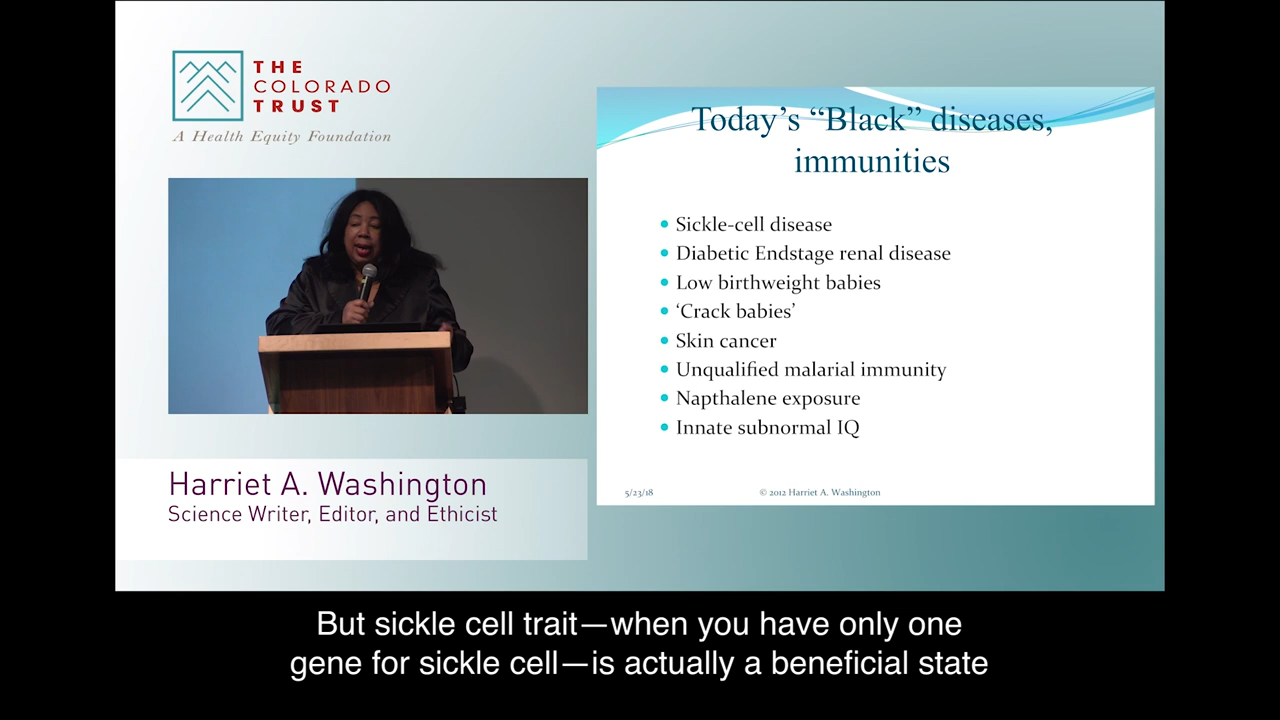 THE
COLORADO
TRUST
A Health Equity Foundation
Today's “Black” diseases,
immunities
Sickle-cell disease
Diabetic Endstage renal disease
Low birthweight babies
‘Crack babies’
Skin cancer
Unqualified malarial immunity
Napthalene exposure
Innate subnormal IQ
5/23/18
© 2012 Harriet A. Washington
Harriet A. Washington
Science Writer, Editor, and Ethicist
But sickle cell trait—when you have only one
gene for sickle cell—is actually a beneficial state